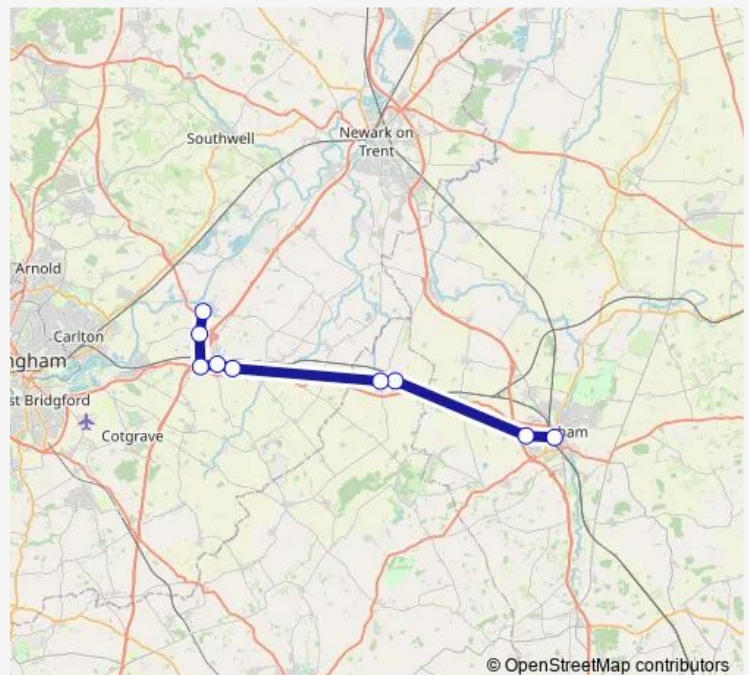 Southwell
Newark on
Trent
Arnold
Carlton
ngham
st Bridgford
Cotgrave
ham
© OpenStreetMap contributors